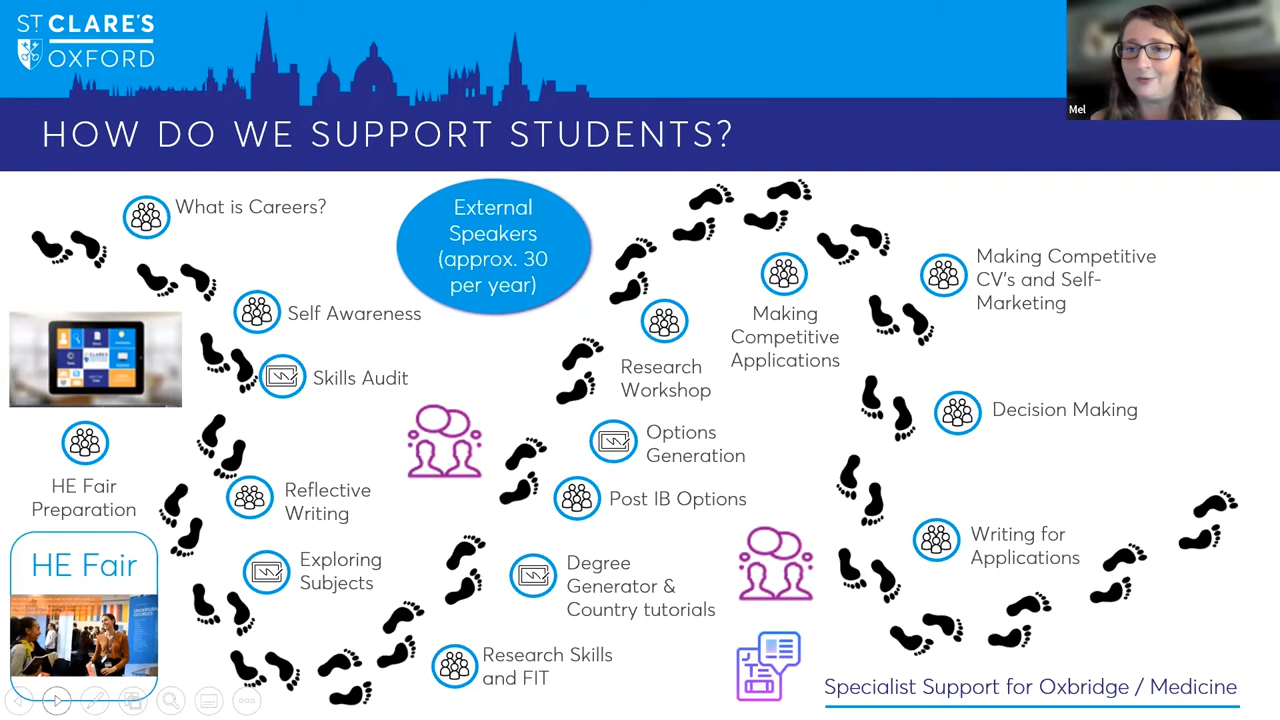 ST CLARE'S
OXFORD
Mel
HOW DO WE SUPPORT STUDENTS?
What is Careers?
External
Speakers
(approx. 30
per year)
Self Awareness
Skills Audit
HE Fair
Preparation
Reflective
Writing
Exploring
Subjects
HE Fair
Research Skills
and FIT
Degree
Generator &
Country tutorials
Post IB Options
Options
Generation
Research
Workshop
Making
Competitive
Applications
Making Competitive
CV's and Self-
Marketing
Decision Making
Writing for
Applications
Specialist Support for Oxbridge / Medicine